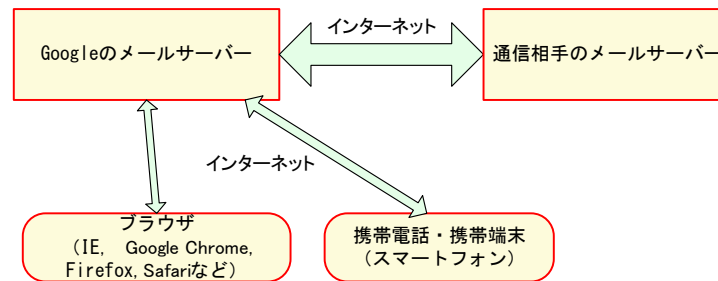 インターネット
Googleのメールサーバー
通信相手のメールサーバー
インターネット
ブラウザ
（IE, Google Chrome,
Firefox, Safariなど）
携帯電話・携帯端末
（スマートフォン）